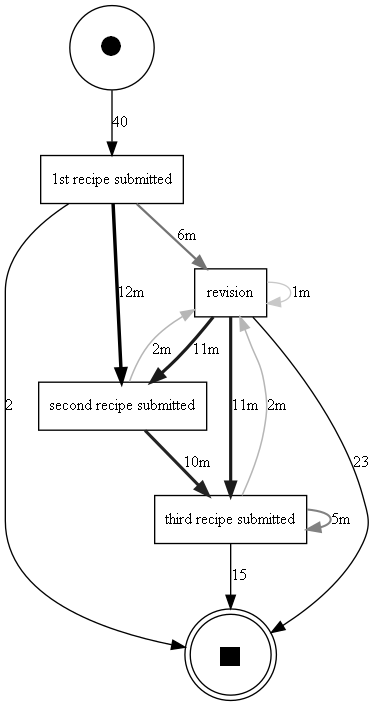 40
1st recipe submitted
6m
12m
revision
1m
2m
11m
second recipe submitted
2
11m
2m
23
10m
third recipe submitted
5m
15